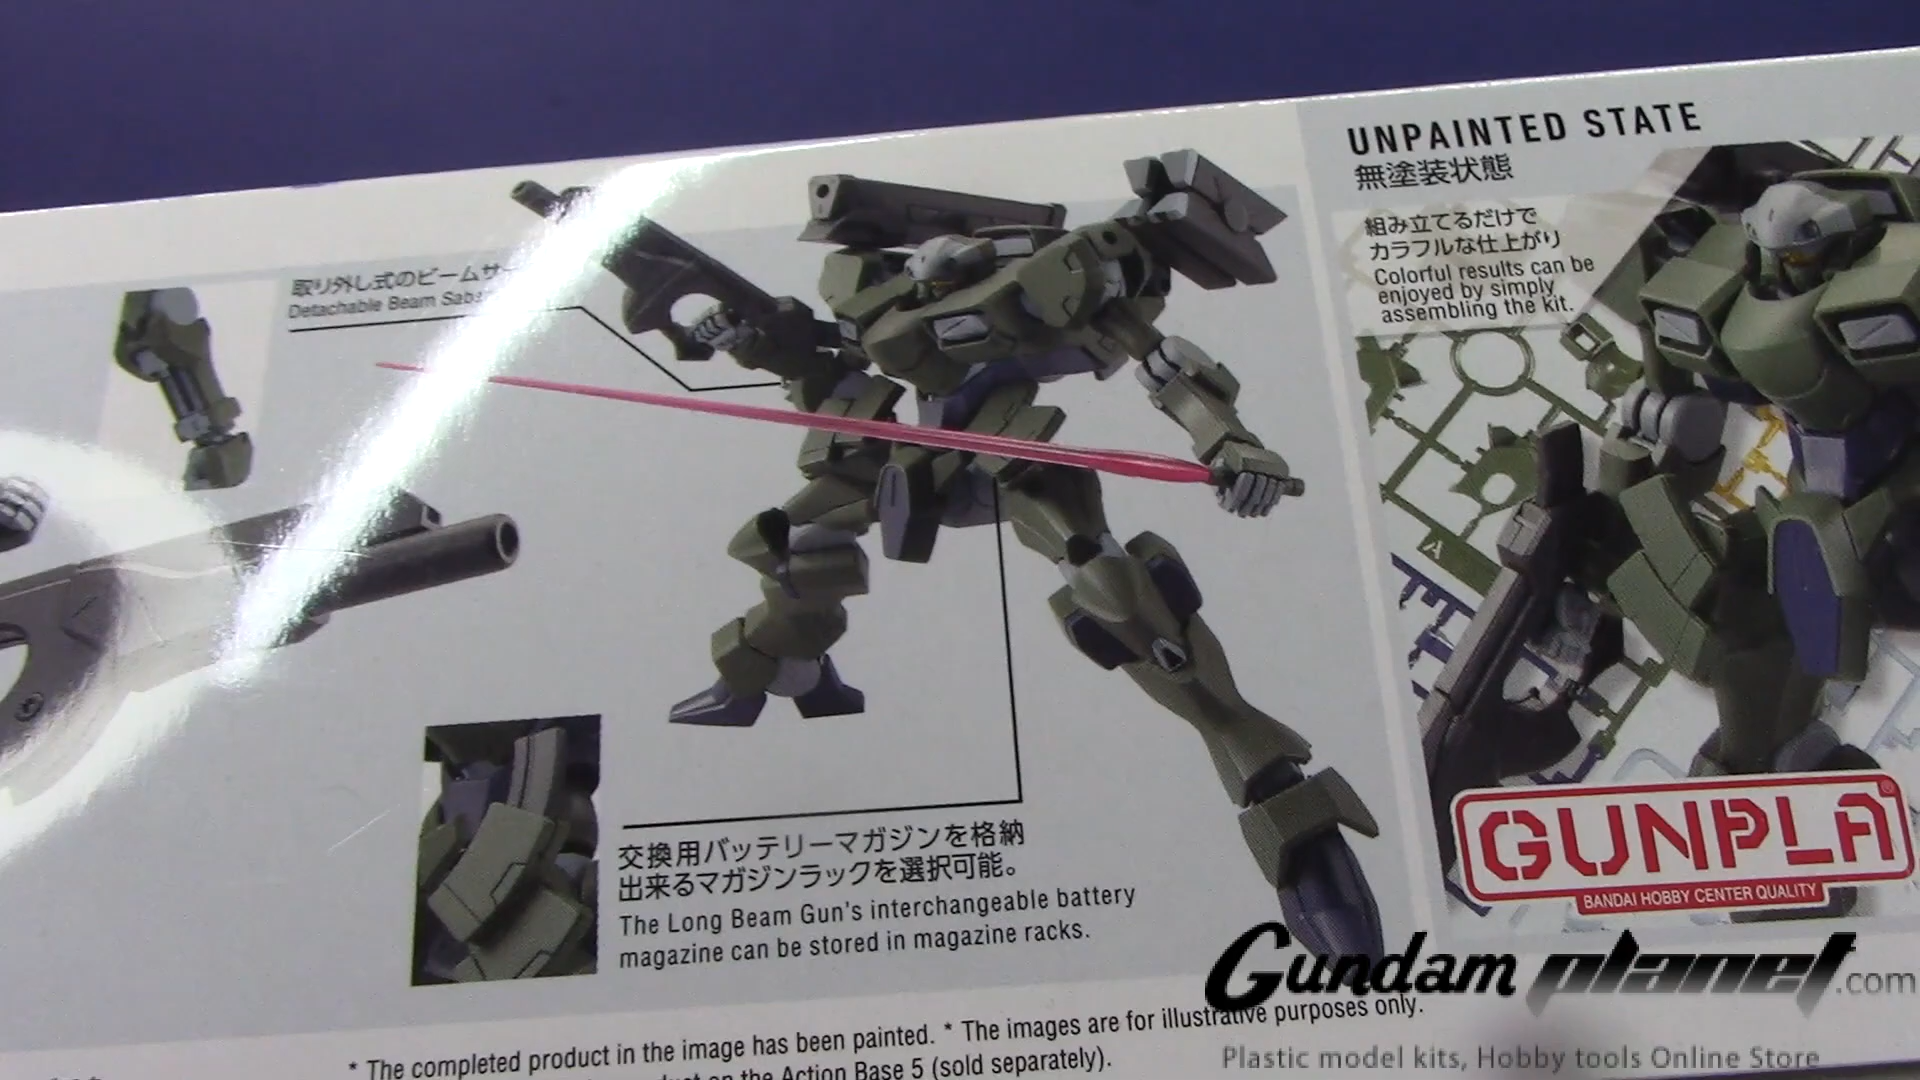 UNPAINTED STATE
無塗装状態
組み立てるだけで
カラフルな仕上がり
Colorful results can be
enjoyed by simply
assembling the kit.
取り外し式のビームサ
Detachable Beam
A
交換用バッテリーマガジンを格納
出来るマガジンラックを選択可能。
The Long Beam Gun's interchangeable battery
magazine can be stored in magazine racks.
GUNPLA®
BANDAI HOBBY CENTER QUALITY
Gundam planet.com
* The completed product in the image has been painted. * The images are for illustrative purposes only.
on the Action Base 5 (sold separately).
Plastic model kits, Hobby tools Online Store